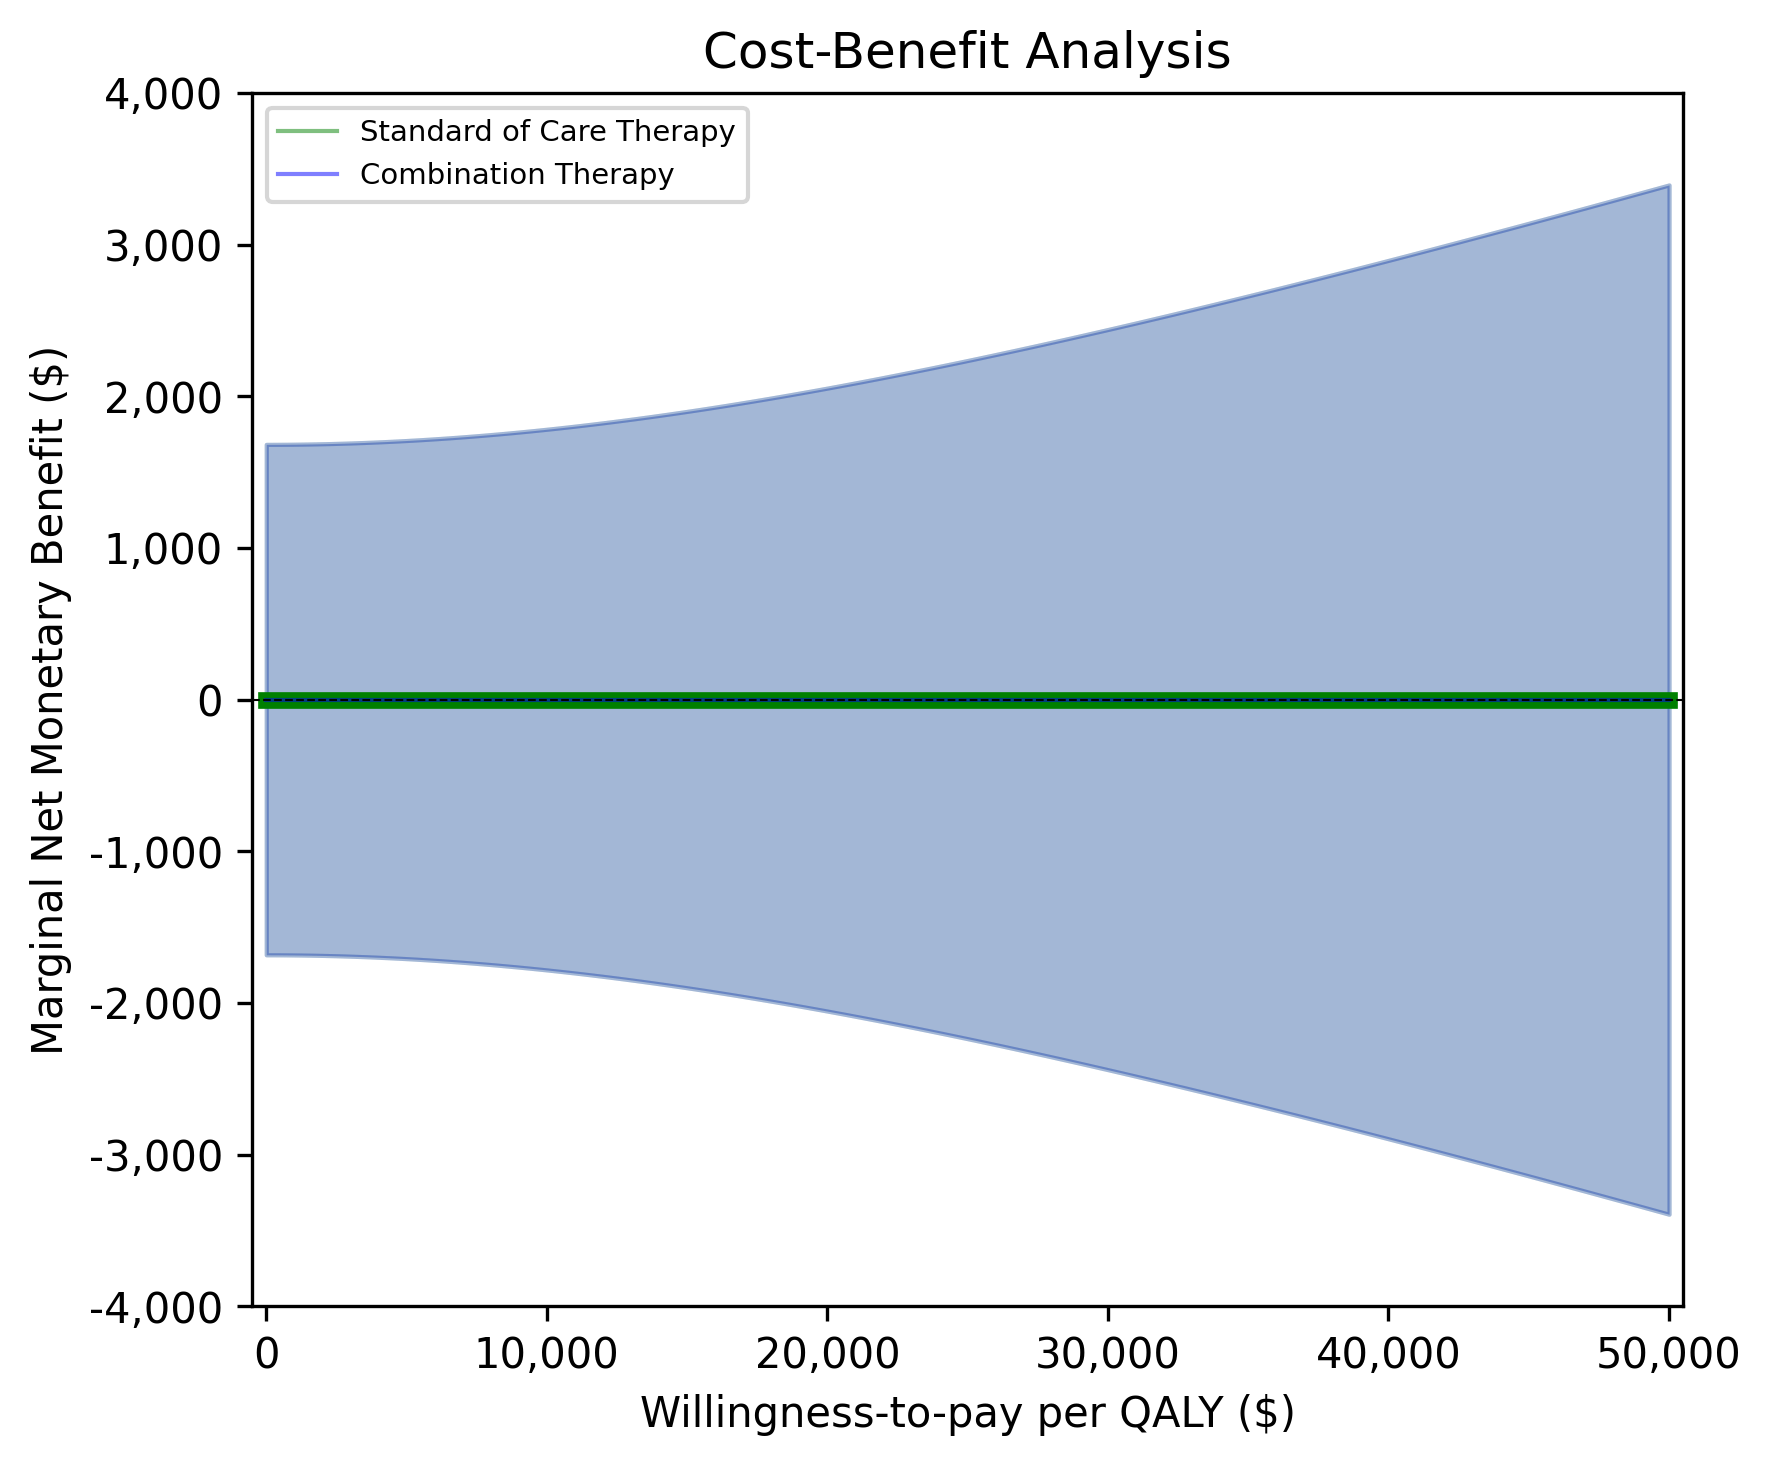 Cost-Benefit Analysis
4,000
3,000
2,000
1,000
0
-1,000
-2,000
-3,000
-4,000
Marginal Net Monetary Benefit ($)
Standard of Care Therapy
Combination Therapy
0 10,000 20,000 30,000 40,000 50,000
Willingness-to-pay per QALY ($)